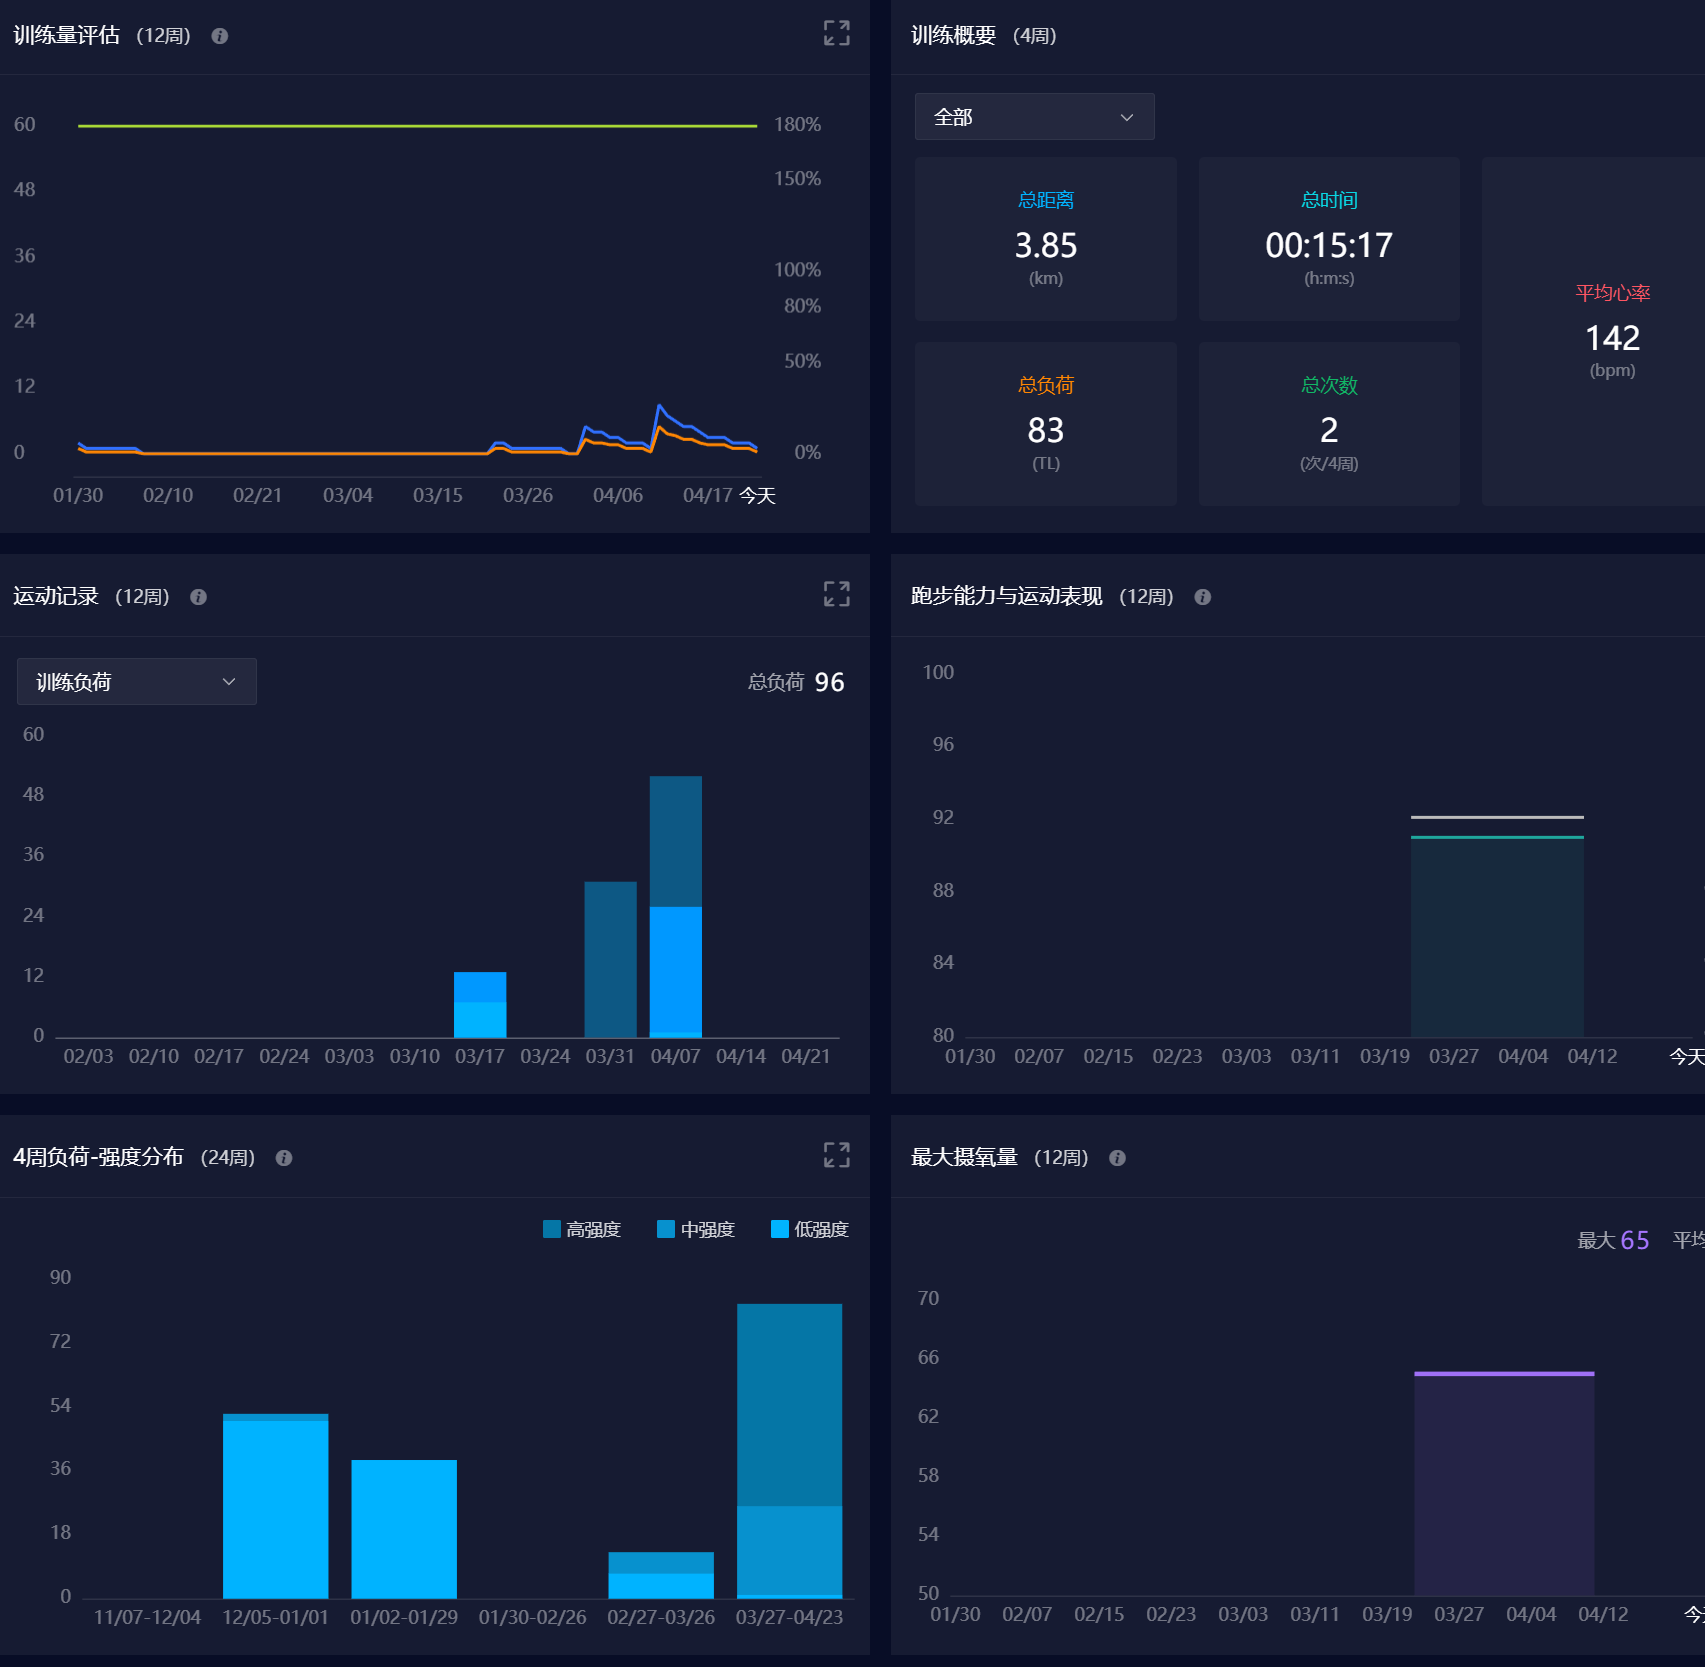 训练量评估 (12周)
60
48
36
24
12
0
180%
150%
100%
80%
50%
0%
01/30 02/10 02/21 03/04 03/15 03/26 04/06 04/17 今天
训练概要 (4周)
全部
总距离
3.85
(km)
总时间
00:15:17
(h:m:s)
平均心率
142
(bpm)
总负荷
83
(TL)
总次数
2
(次/4周)
运动记录 (12周)
训练负荷
总负荷 96
60
48
36
24
12
0
02/03 02/10 02/17 02/24 03/03 03/10 03/17 03/24 03/31 04/07 04/14 04/21
跑步能力与运动表现 (12周)
100
96
92
88
84
80
01/30 02/07 02/15 02/23 03/03 03/11 03/19 03/27 04/04 04/12 今天
4周负荷-强度分布 (24周)
高强度 中强度 低强度
90
72
54
36
18
0
11/07-12/04 12/05-01/01 01/02-01/29 01/30-02/26 02/27-03/26 03/27-04/23
最大摄氧量 (12周)
最大 65 平均
70
66
62
58
54
50
01/30 02/07 02/15 02/23 03/03 03/11 03/19 03/27 04/04 04/12 今天